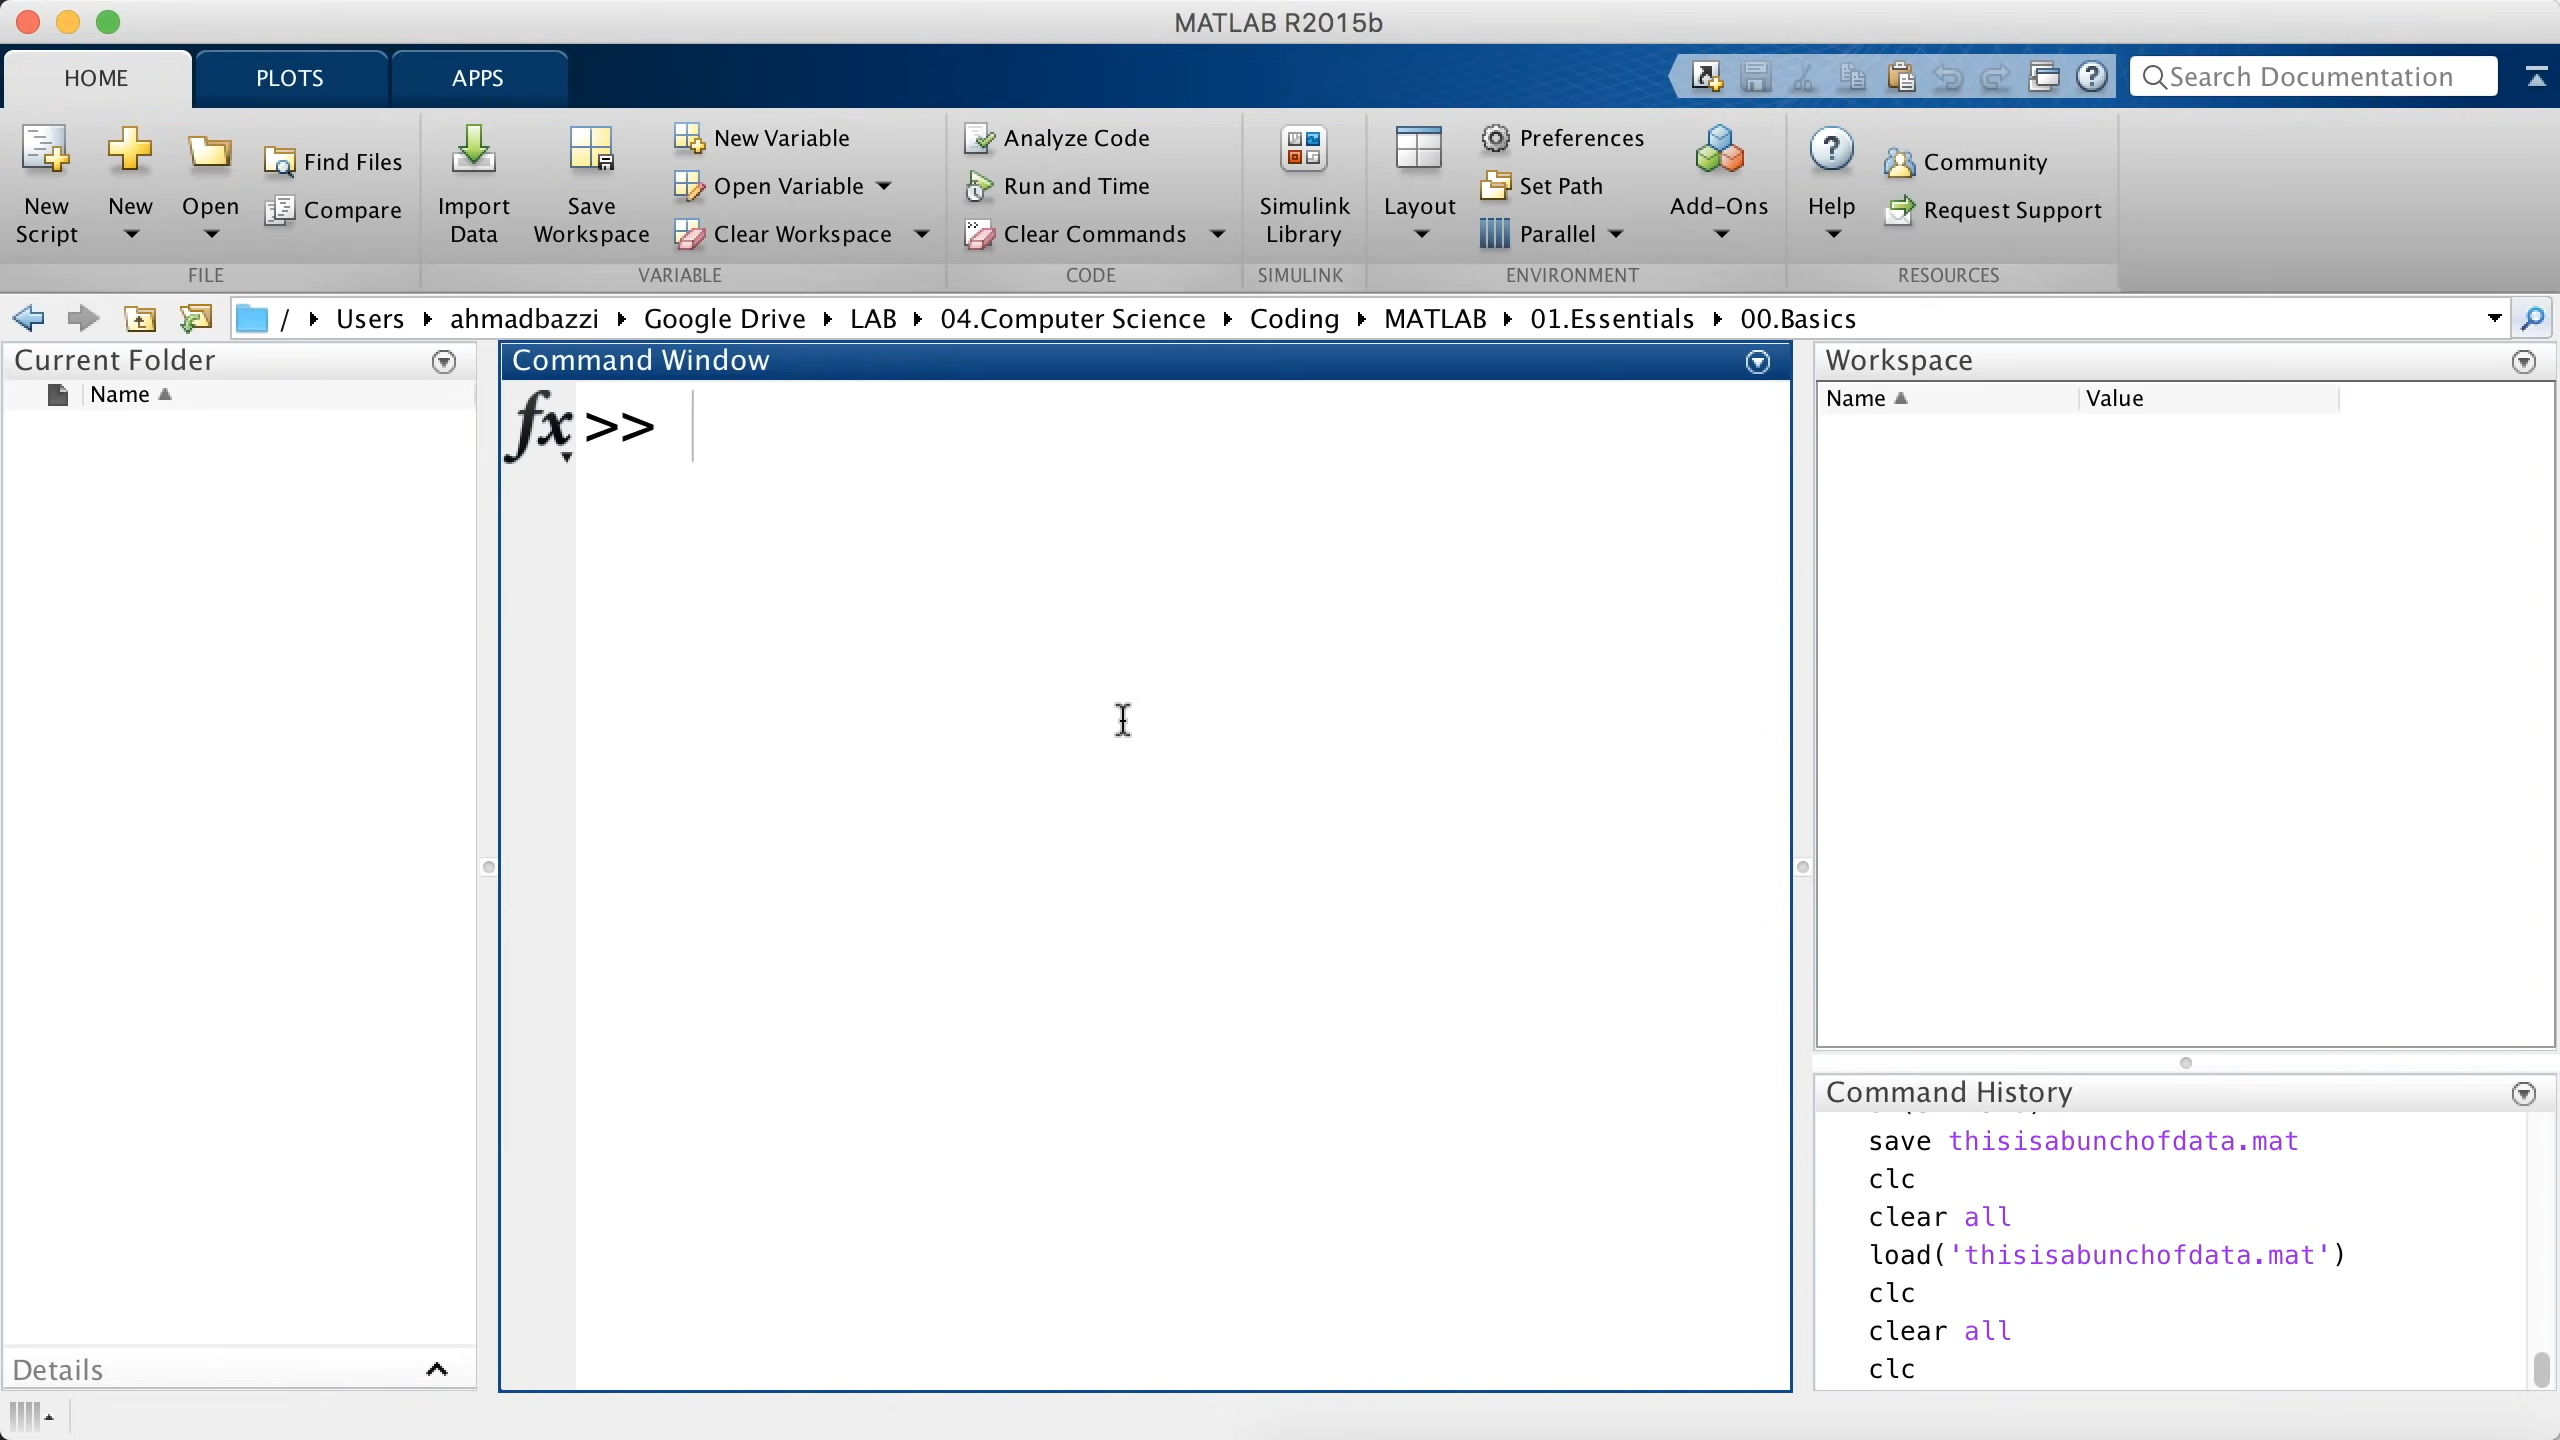 MATLAB R2015b
HOME
PLOTS
APPS
Search Documentation
New Script
New
Open
Find Files
Compare
FILE
Import Data
Save Workspace
New Variable
Open Variable
Clear Workspace
VARIABLE
Analyze Code
Run and Time
Clear Commands
CODE
Simulink Library
SIMULINK
Layout
Preferences
Set Path
Parallel
Add-Ons
ENVIRONMENT
Help
Community
Request Support
RESOURCES
/ Users ahmadbazzi Google Drive LAB 04.Computer Science Coding MATLAB 01.Essentials 00.Basics
Current Folder
Name
Details
Command Window
fx >>
Workspace
Name Value
Command History
save thisisabunchofdata.mat
clc
clear all
load('thisisabunchofdata.mat')
clc
clear all
clc